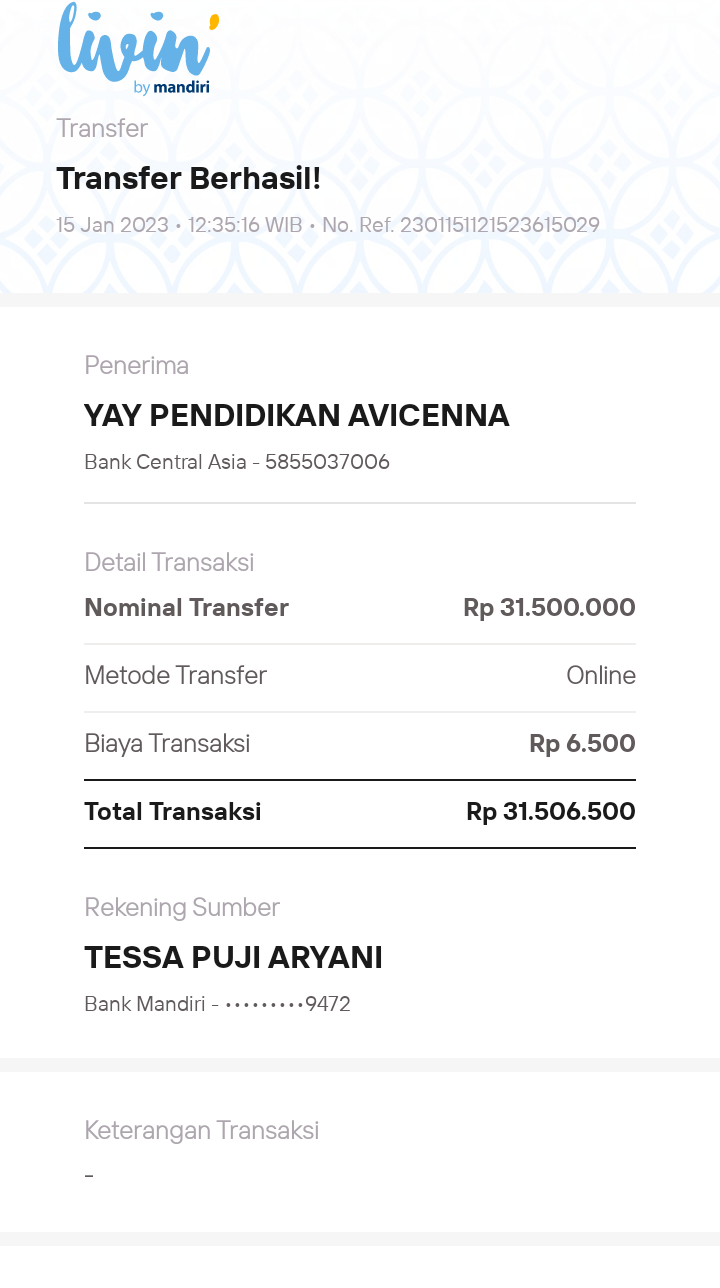 livin'
by mandiri
Transfer
Transfer Berhasil!
15 Jan 2023 • 12:35:16 WIB • No. Ref. 2301151121523615029
Penerima
YAY PENDIDIKAN AVICENNA
Bank Central Asia - 5855037006
Detail Transaksi
Nominal Transfer Rp 31.500.000
Metode Transfer Online
Biaya Transaksi Rp 6.500
Total Transaksi Rp 31.506.500
Rekening Sumber
TESSA PUJI ARYANI
Bank Mandiri - •••••••••9472
Keterangan Transaksi
-